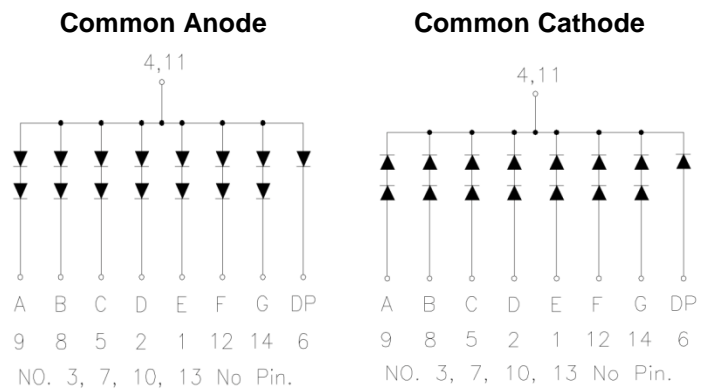 Common Anode Common Cathode
4,11 4,11
A B C D E F G DP A B C D E F G DP
9 8 5 2 1 12 14 6 9 8 5 2 1 12 14 6
NO. 3, 7, 10, 13 No Pin. NO. 3, 7, 10, 13 No Pin.